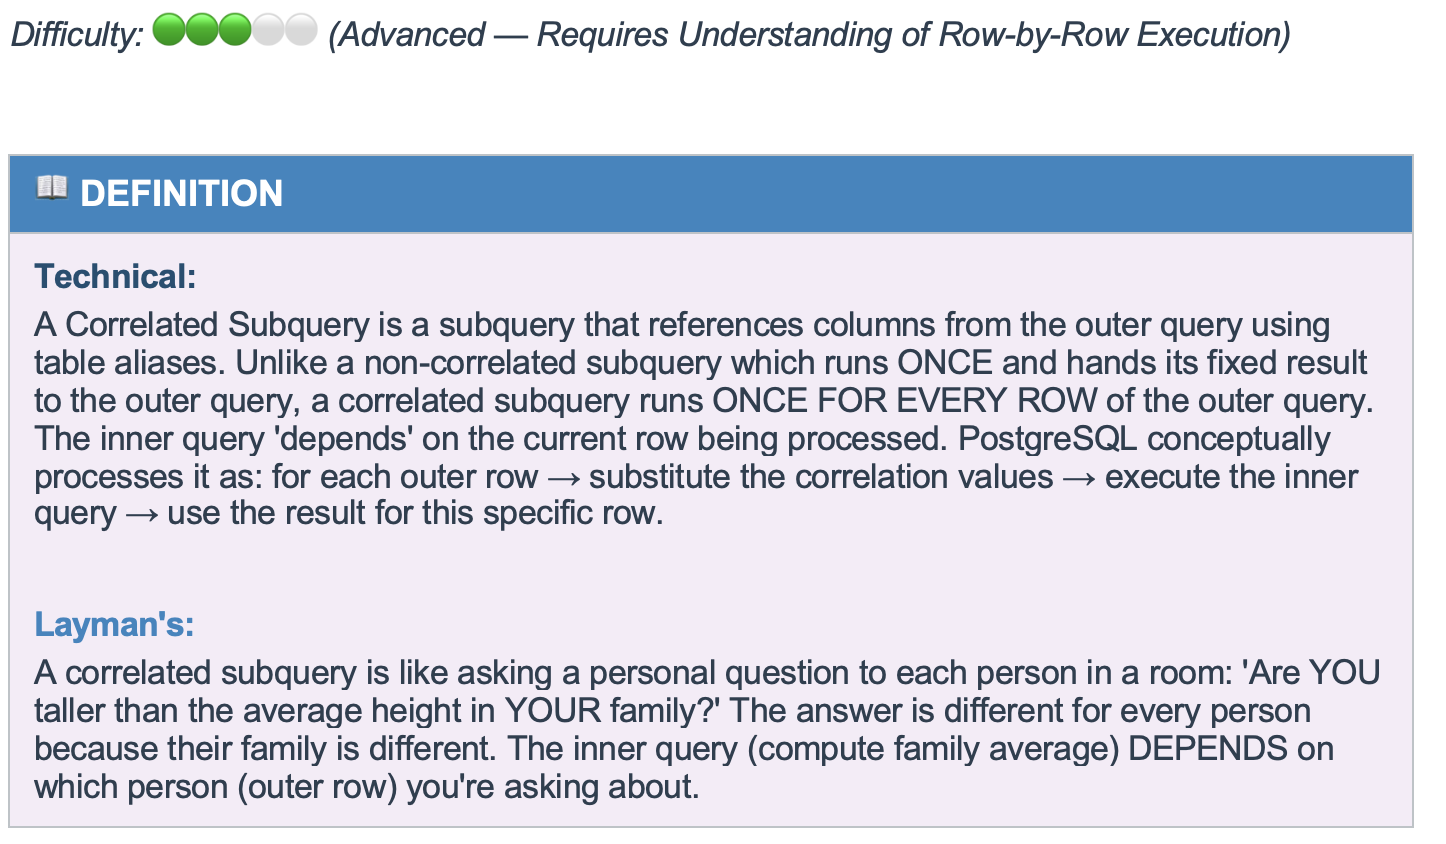 Difficulty: 🟢🟢🟢⚪⚪ (Advanced — Requires Understanding of Row-by-Row Execution)
📖 DEFINITION
Technical:
A Correlated Subquery is a subquery that references columns from the outer query using
table aliases. Unlike a non-correlated subquery which runs ONCE and hands its fixed result
to the outer query, a correlated subquery runs ONCE FOR EVERY ROW of the outer query.
The inner query 'depends' on the current row being processed. PostgreSQL conceptually
processes it as: for each outer row → substitute the correlation values → execute the inner
query → use the result for this specific row.
Layman's:
A correlated subquery is like asking a personal question to each person in a room: 'Are YOU
taller than the average height in YOUR family?' The answer is different for every person
because their family is different. The inner query (compute family average) DEPENDS on
which person (outer row) you're asking about.